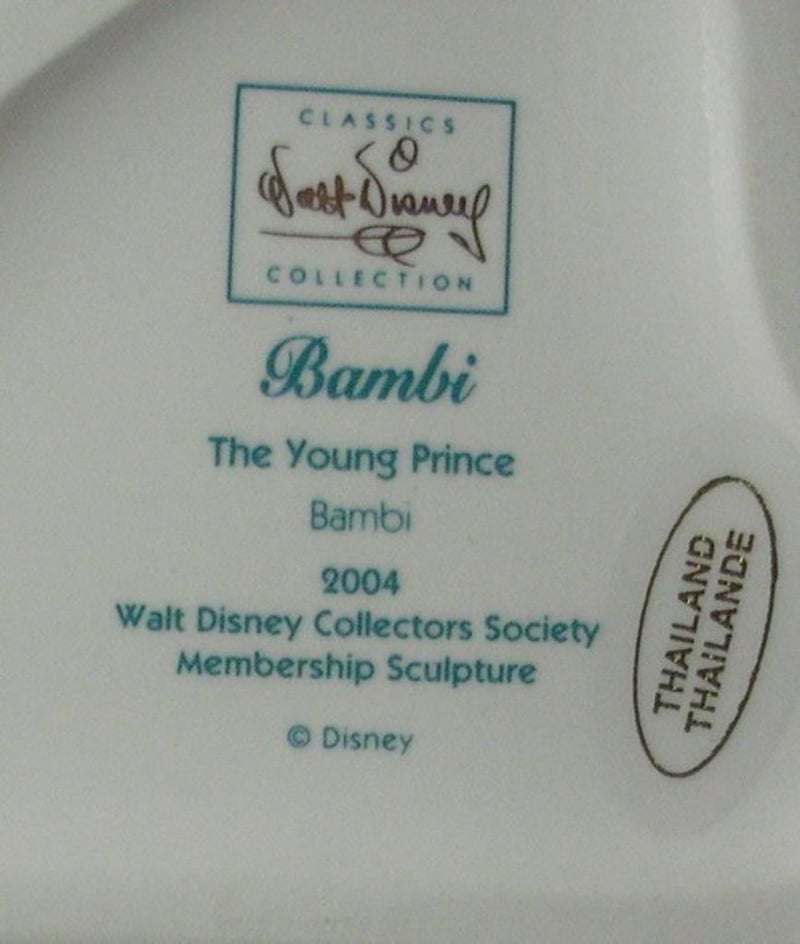 CLASSICS
Walt Disney
COLLECTION
Bambi
The Young Prince
Bambi
2004
Walt Disney Collectors Society
Membership Sculpture
© Disney
THAILAND
THAILANDE